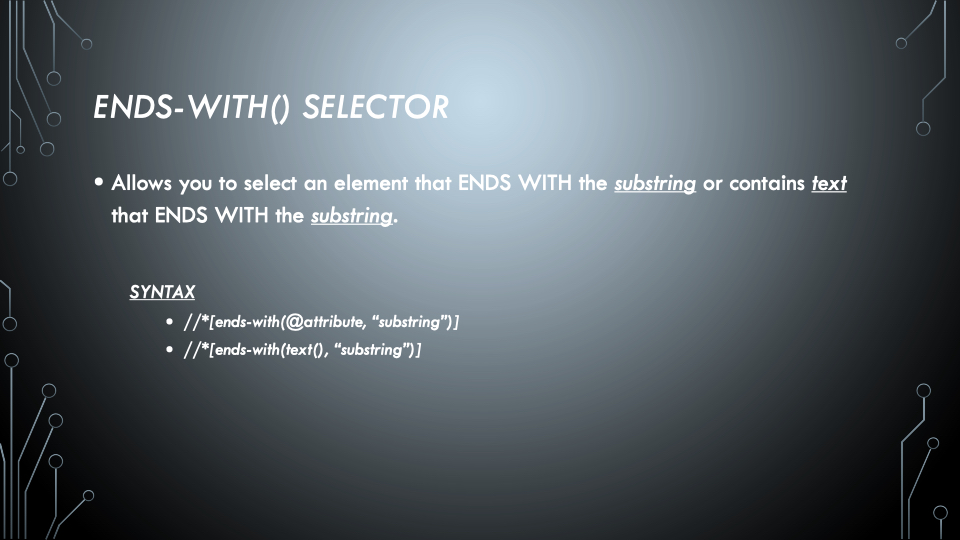 ENDS-WITH() SELECTOR
• Allows you to select an element that ENDS WITH the substring or contains text
that ENDS WITH the substring.
SYNTAX
• //*[ends-with(@attribute, “substring”)]
• //*[ends-with(text(), “substring”)]